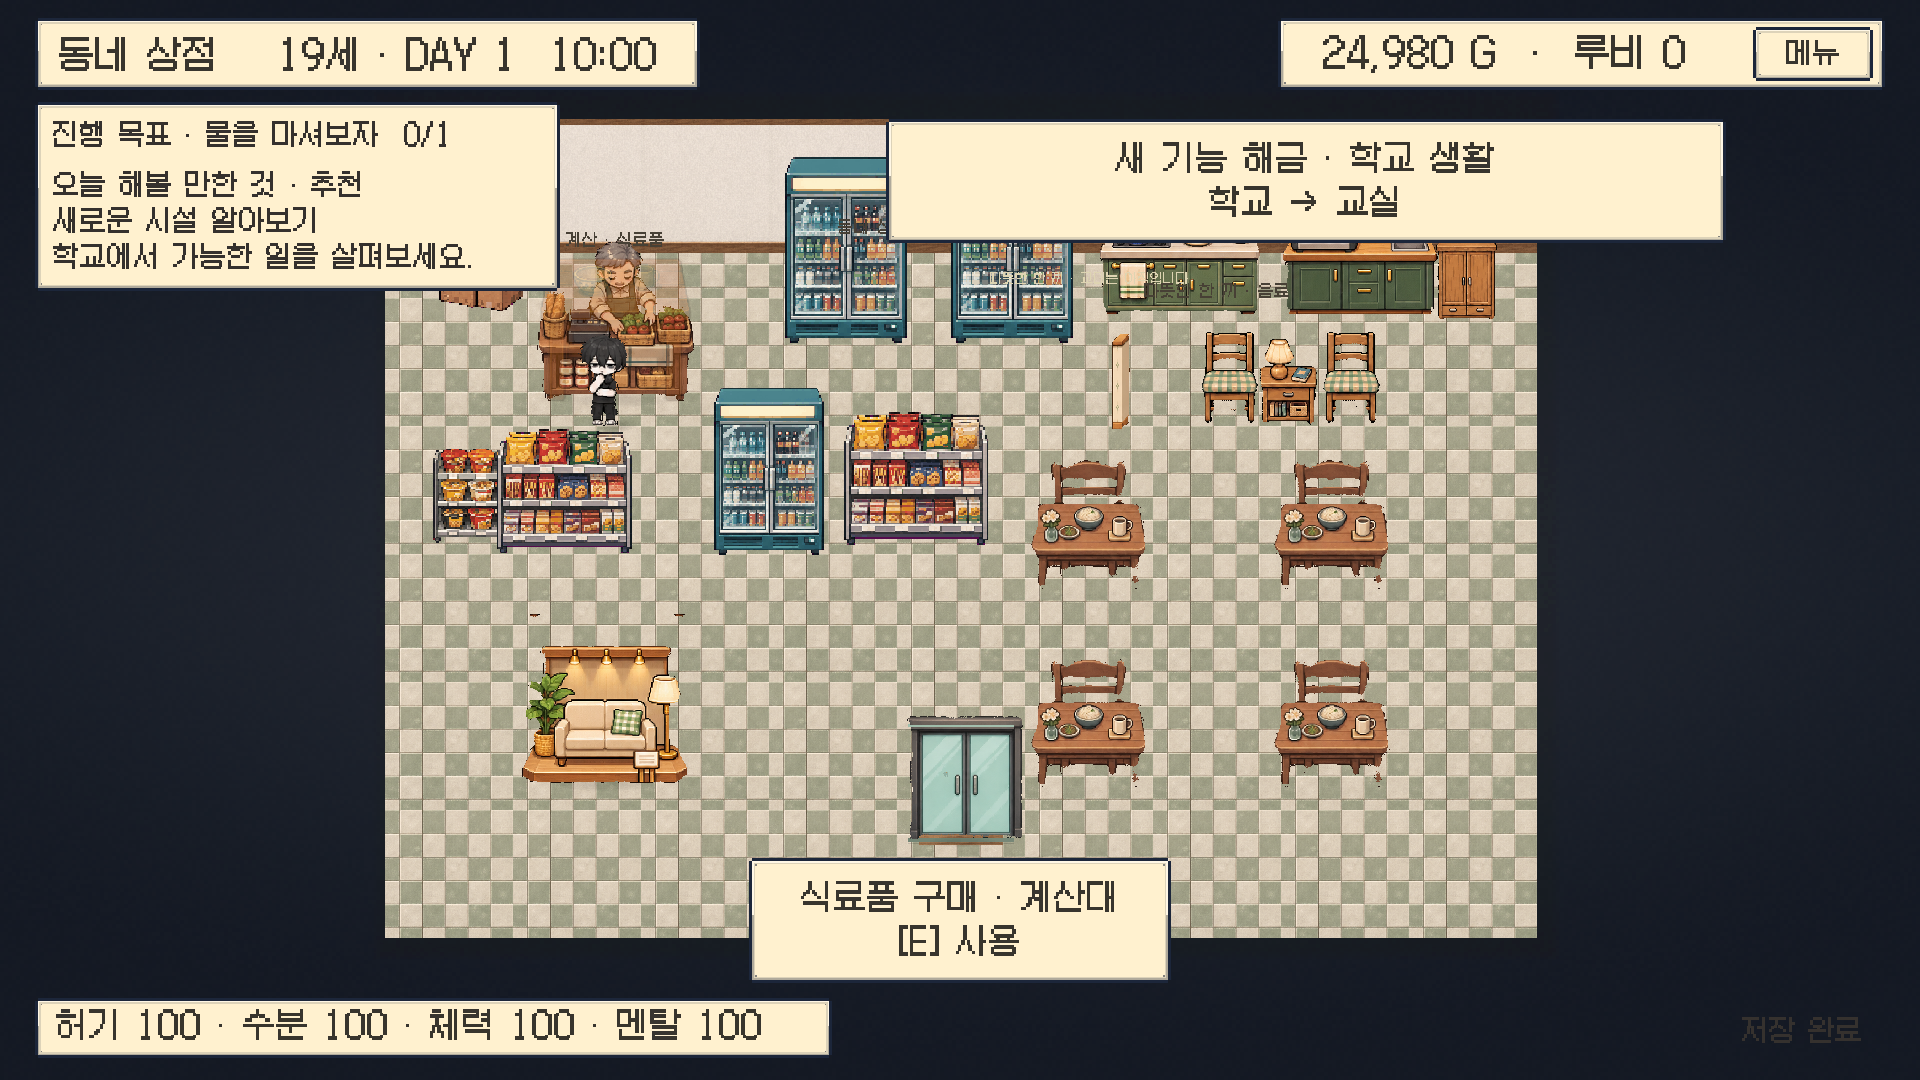 동네 상점 19세 · DAY 1 10:00
24,980 G · 루비 0
메뉴
진행 목표 · 물을 마셔보자 0/1
오늘 해볼 만한 것 · 추천
새로운 시설 알아보기
학교에서 가능한 일을 살펴보세요.
새 기능 해금 · 학교 생활
학교 → 교실
계산 · 식료품
식료품 구매 · 계산대
[E] 사용
허기 100 · 수분 100 · 체력 100 · 멘탈 100
저장 완료